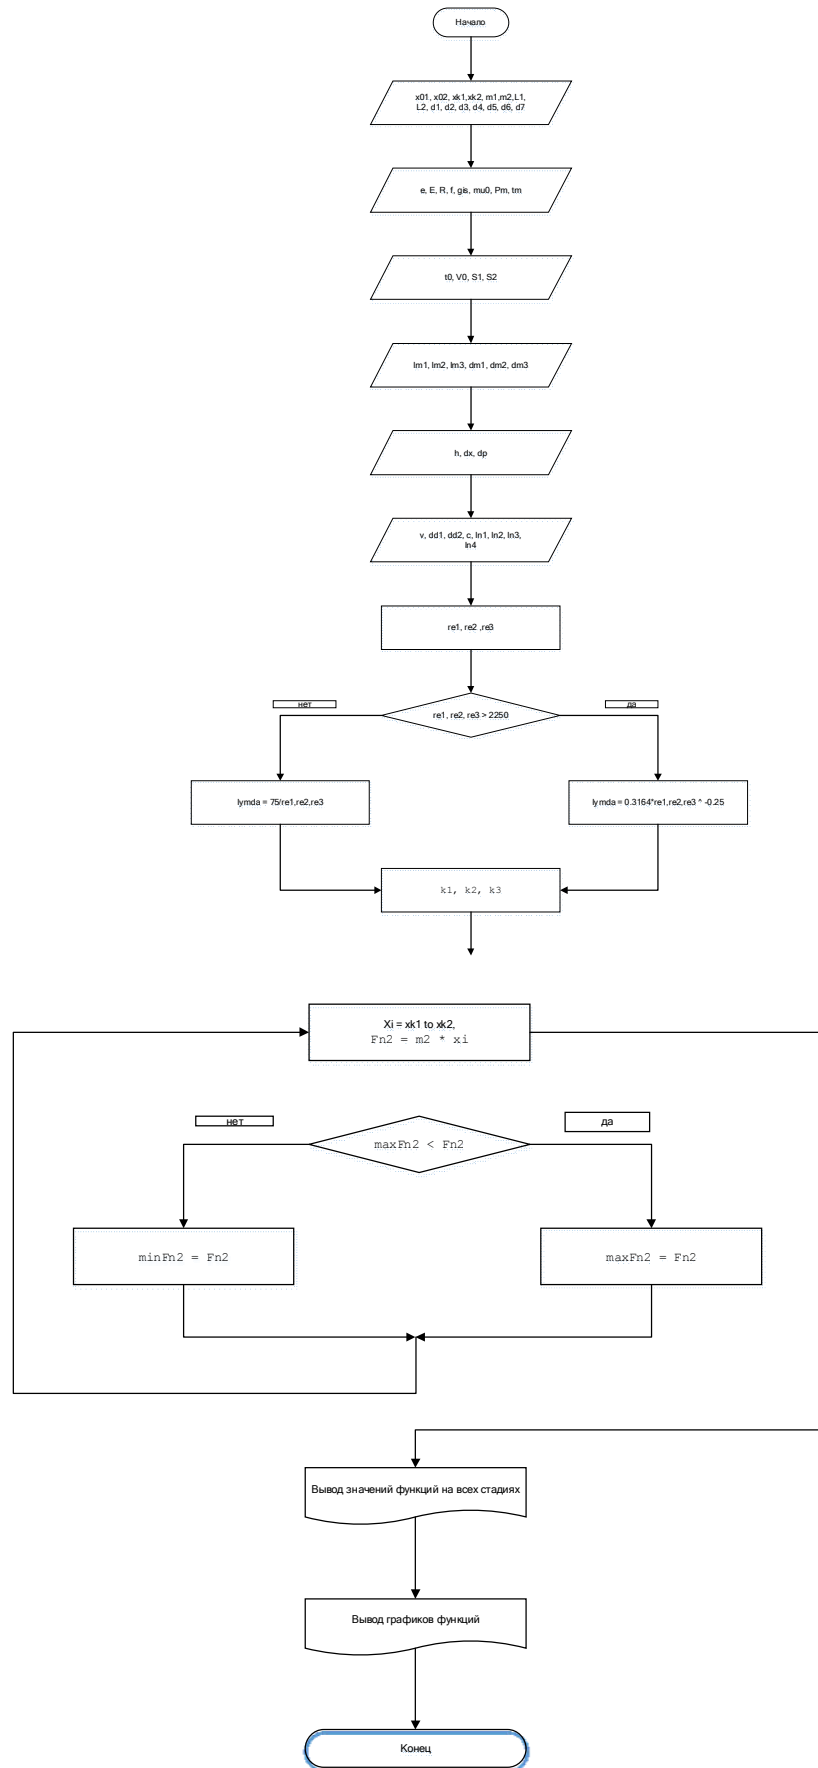 Начало
x01, x02, xk1,xk2, m1,m2,L1,
L2, d1, d2, d3, d4, d5, d6, d7
e, E, R, f, gis, mu0, Pm, tm
t0, V0, S1, S2
lm1, lm2, lm3, dm1, dm2, dm3
h, dx, dp
v, dd1, dd2, c, ln1, ln2, ln3,
ln4
re1, re2 ,re3
нет
да
re1, re2, re3 > 2250
lymda = 75/re1,re2,re3
lymda = 0.3164*re1,re2,re3 ^ -0.25
k1, k2, k3
Xi = xk1 to xk2,
Fn2 = m2 * xi
нет
да
maxFn2 < Fn2
minFn2 = Fn2
maxFn2 = Fn2
Вывод значений функций на всех стадиях
Вывод графиков функций
Конец